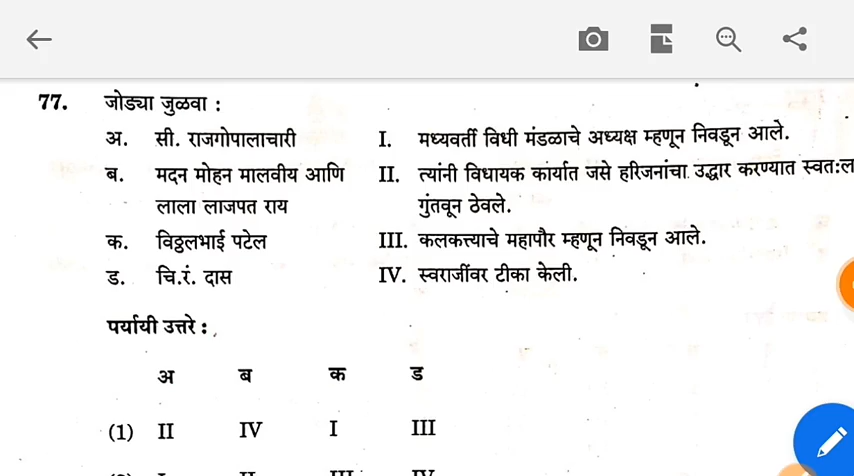 77. जोड्या जुळवा :
अ. सी. राजगोपालाचारी I. मध्यवर्ती विधी मंडळाचे अध्यक्ष म्हणून निवडून आले.
ब. मदन मोहन मालवीय आणि II. त्यांनी विधायक कार्यात जसे हरिजनांचा उद्धार करण्यात स्वतःल
लाला लाजपत राय गुंतवून ठेवले.
क. विठ्ठलभाई पटेल III. कलकत्त्याचे महापौर म्हणून निवडून आले.
ड. चि.रं. दास IV. स्वराजींवर टीका केली.
पर्यायी उत्तरे :
अ ब क ड
(1) II IV I III